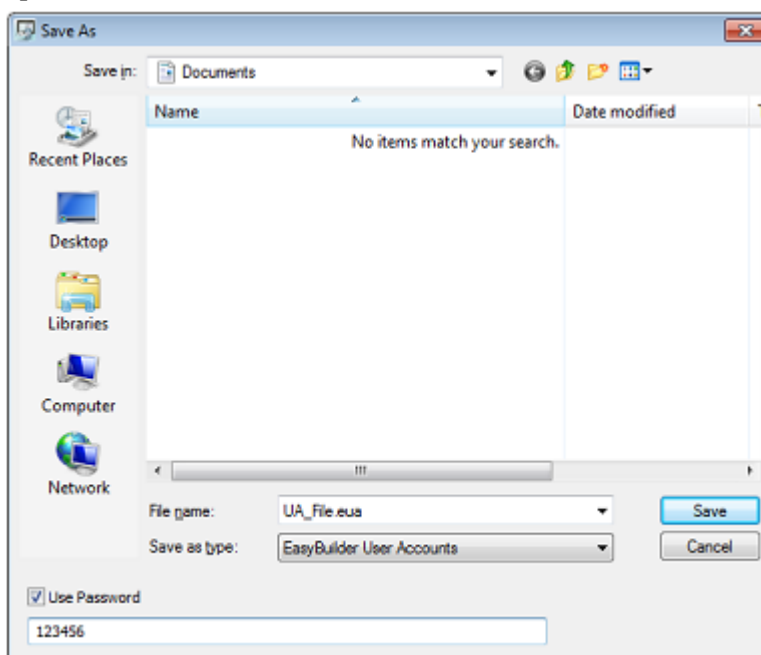 Save As
Save in: Documents
Name Date modified
No items match your search.
Recent Places
Desktop
Libraries
Computer
Network
File name: UA_File.eua Save
Save as type: EasyBuilder User Accounts Cancel
Use Password
123456